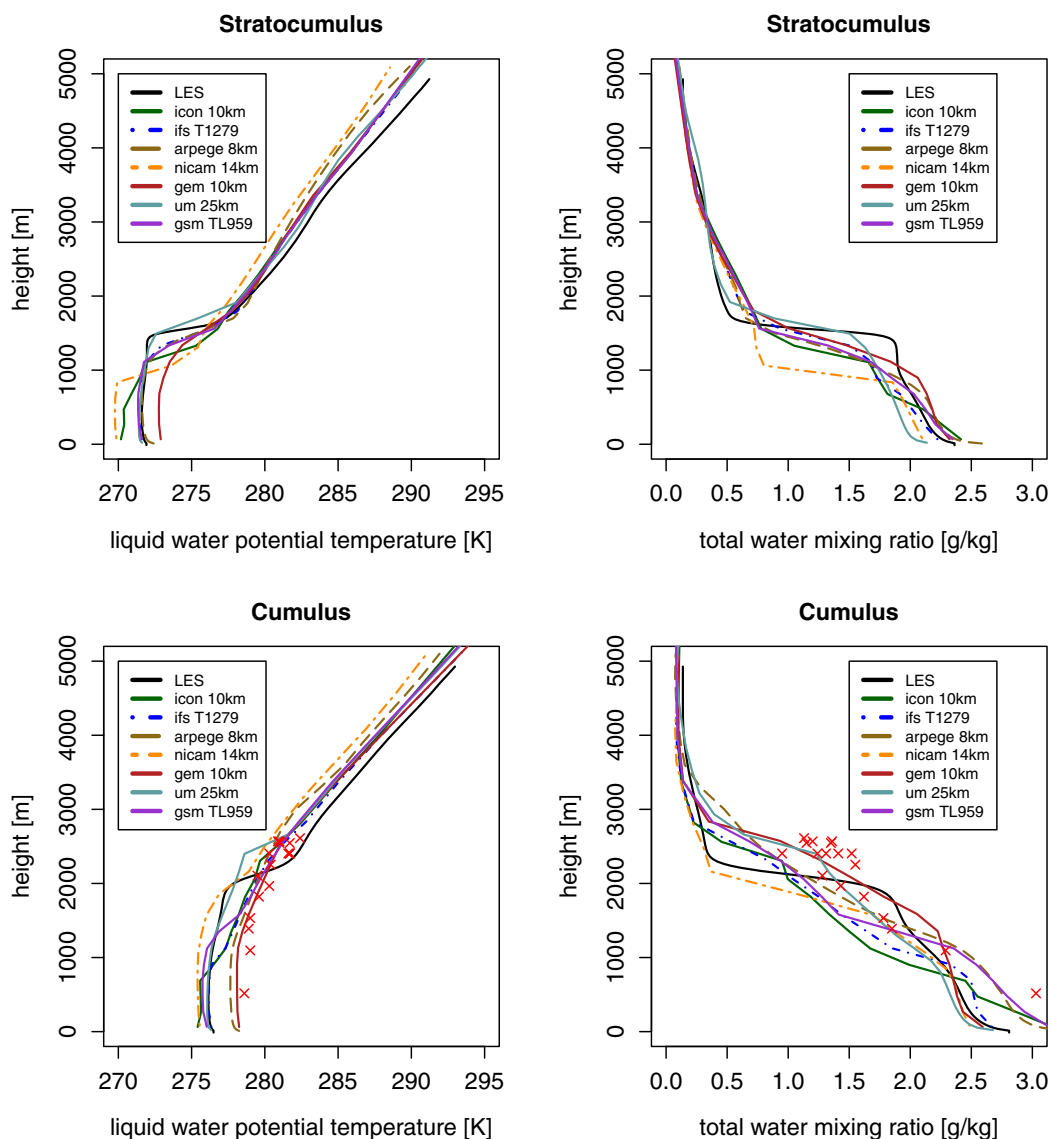 Stratocumulus
height [m]
5000
4000
3000
2000
1000
0
LES
icon 10km
ifs T1279
arpege 8km
nicam 14km
gem 10km
um 25km
gsm TL959
270 275 280 285 290 295
liquid water potential temperature [K]
Stratocumulus
height [m]
5000
4000
3000
2000
1000
0
LES
icon 10km
ifs T1279
arpege 8km
nicam 14km
gem 10km
um 25km
gsm TL959
0.0 0.5 1.0 1.5 2.0 2.5 3.0
total water mixing ratio [g/kg]
Cumulus
height [m]
5000
4000
3000
2000
1000
0
LES
icon 10km
ifs T1279
arpege 8km
nicam 14km
gem 10km
um 25km
gsm TL959
270 275 280 285 290 295
liquid water potential temperature [K]
Cumulus
height [m]
5000
4000
3000
2000
1000
0
LES
icon 10km
ifs T1279
arpege 8km
nicam 14km
gem 10km
um 25km
gsm TL959
0.0 0.5 1.0 1.5 2.0 2.5 3.0
total water mixing ratio [g/kg]